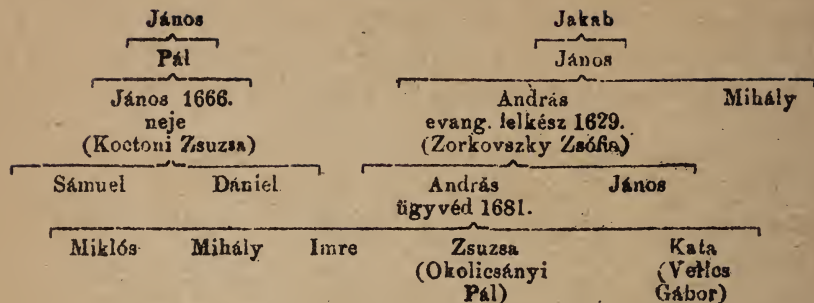 János Jakab
Pál János
János 1666. András Mihály
neje evang. lelkész 1629.
(Koctoni Zsuzsa) (Zorkovszky Zsófia)
Sámuel Dániel András János
ügyvéd 1681.
Miklós Mihály Imre Zsuzsa Kata
(Okolicsányi (Vettcs
Pál) Gábor)